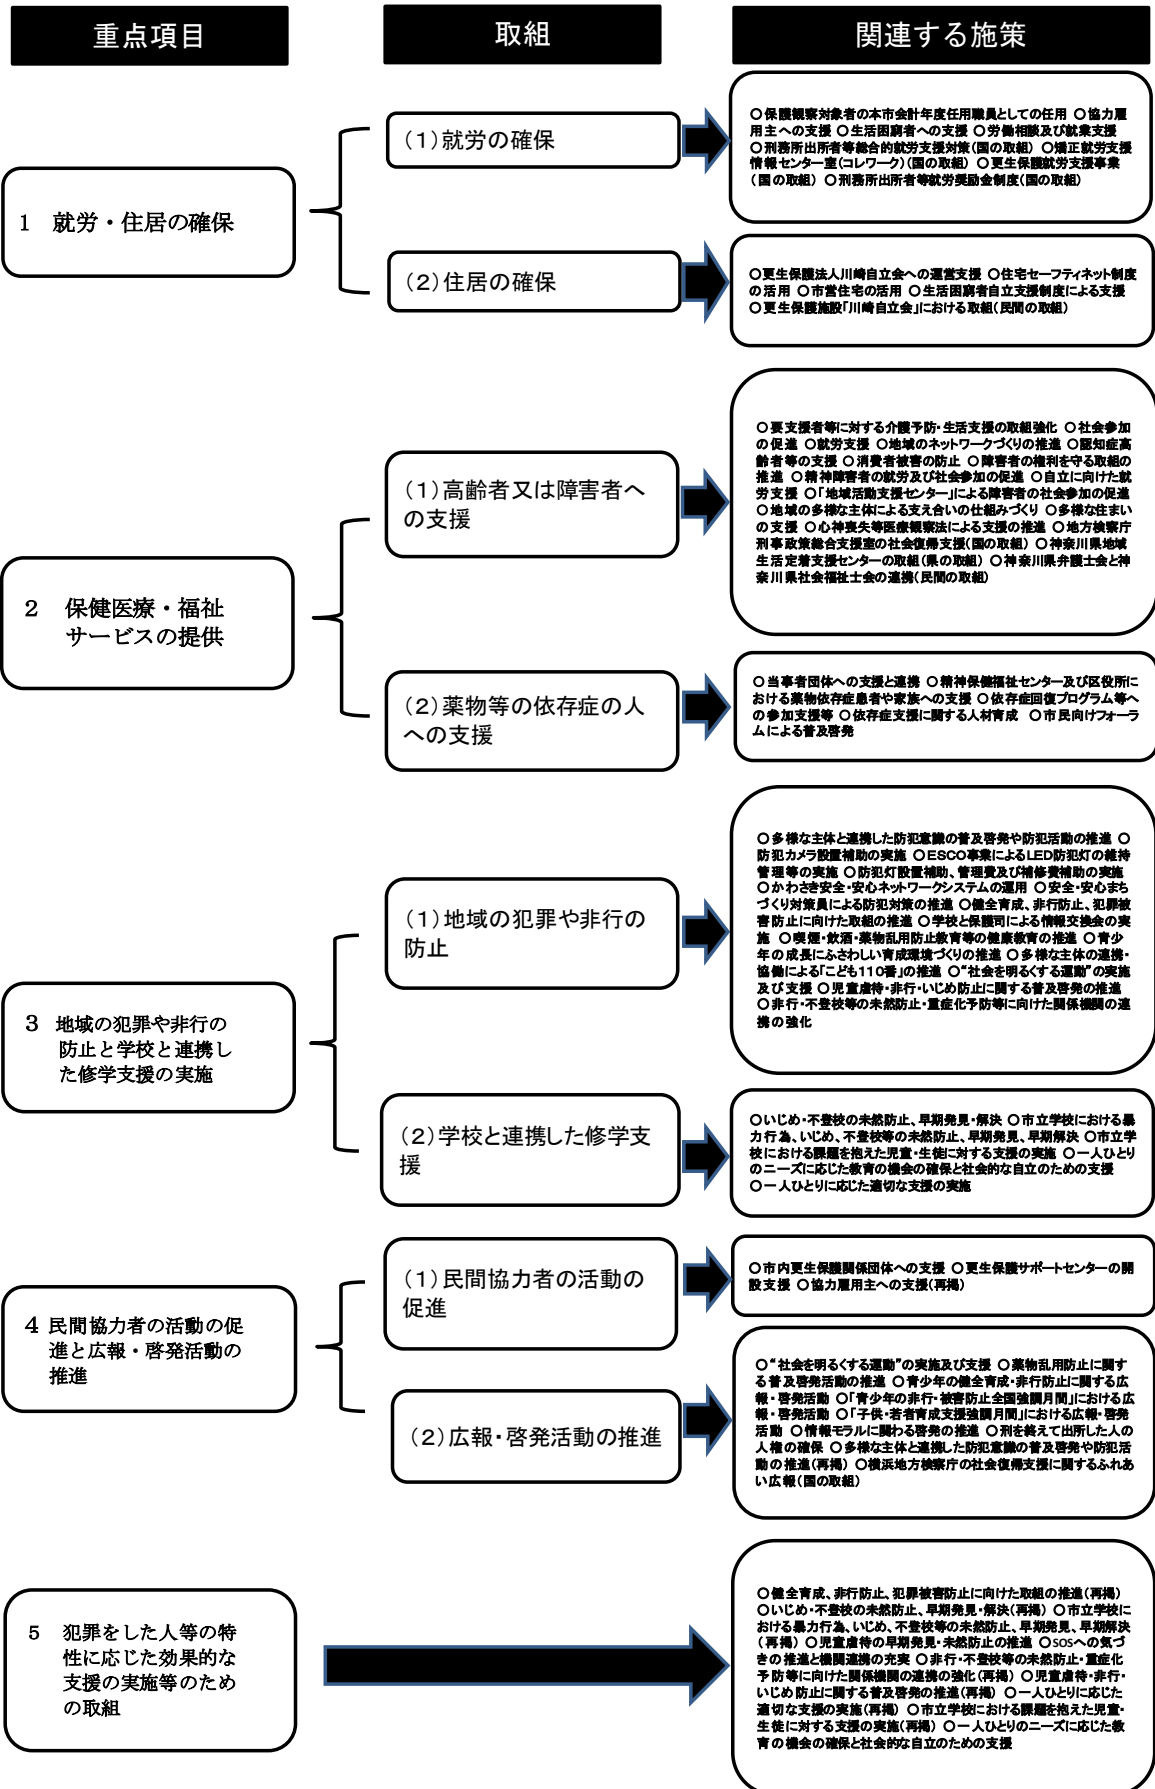 重点項目
取組
関連する施策
1 就労・住居の確保
(1)就労の確保
○保護観察対象者の本市会計年度任用職員としての任用 ○協力雇
用主への支援 ○生活困窮者への支援 ○労働相談及び就業支援
○刑務所出所者等総合的就労支援対策(国の取組) ○矯正就労支援
情報センター室(コレワーク)(国の取組) ○更生保護就労支援事業
(国の取組) ○刑務所出所者等就労奨励金制度(国の取組)
(2)住居の確保
○更生保護法人川崎自立会への運営支援 ○住宅セーフティネット制度
の活用 ○市営住宅の活用 ○生活困窮者自立支援制度による支援
○更生保護施設「川崎自立会」における取組(民間の取組)
2 保健医療・福祉
サービスの提供
(1)高齢者又は障害者へ
の支援
○要支援者等に対する介護予防・生活支援の取組強化 ○社会参加
の促進 ○就労支援 ○地域のネットワークづくりの推進 ○認知症高
齢者等の支援 ○消費者被害の防止 ○障害者の権利を守る取組の
推進 ○精神障害者の就労及び社会参加の促進 ○自立に向けた就
労支援 ○「地域活動支援センター」による障害者の社会参加の促進
○地域の多様な主体による支え合いの仕組みづくり ○多様な住まい
の支援 ○心神喪失等医療観察法による支援の推進 ○地方検察庁
刑事政策総合支援室の社会復帰支援(国の取組) ○神奈川県地域
生活定着支援センターの取組(県の取組) ○神奈川県弁護士会と神
奈川県社会福祉士会の連携(民間の取組)
(2)薬物等の依存症の人
への支援
○当事者団体への支援と連携 ○精神保健福祉センター及び区役所に
おける薬物依存症患者や家族への支援 ○依存症回復プログラム等へ
の参加支援等 ○依存症支援に関する人材育成 ○市民向けフォーラ
ムによる普及啓発
3 地域の犯罪や非行の
防止と学校と連携し
た修学支援の実施
(1)地域の犯罪や非行の
防止
○多様な主体と連携した防犯意識の普及啓発や防犯活動の推進 ○
防犯カメラ設置補助の実施 ○ESCO事業によるLED防犯灯の維持
管理等の実施 ○防犯灯設置補助、管理費及び補修費補助の実施
○かわさき安全・安心ネットワークシステムの運用 ○安全・安心まち
づくり対策員による防犯対策の推進 ○健全育成、非行防止、犯罪被
害防止に向けた取組の推進 ○学校と保護司による情報交換会の実
施 ○喫煙・飲酒・薬物乱用防止教育等の健康教育の推進 ○青少
年の成長にふさわしい育成環境づくりの推進 ○多様な主体の連携・
協働による「こども110番」の推進 ○“社会を明るくする運動”の実施
及び支援 ○児童虐待・非行・いじめ防止に関する普及啓発の推進
○非行・不登校等の未然防止・重症化予防等に向けた関係機関の連
携の強化
(2)学校と連携した修学支
援
○いじめ・不登校の未然防止、早期発見・解決 ○市立学校における暴
力行為、いじめ、不登校等の未然防止、早期発見、早期解決 ○市立学
校における課題を抱えた児童・生徒に対する支援の実施 ○一人ひとり
のニーズに応じた教育の機会の確保と社会的な自立のための支援
○一人ひとりに応じた適切な支援の実施
4 民間協力者の活動の促
進と広報・啓発活動の
推進
(1)民間協力者の活動の
促進
○市内更生保護関係団体への支援 ○更生保護サポートセンターの開
設支援 ○協力雇用主への支援(再掲)
(2)広報・啓発活動の推進
○“社会を明るくする運動”の実施及び支援 ○薬物乱用防止に関す
る普及啓発活動の推進 ○青少年の健全育成・非行防止に関する広
報・啓発活動 ○「青少年の非行・被害防止全国強調月間」における広
報・啓発活動 ○「子供・若者育成支援強調月間」における広報・啓発
活動 ○情報モラルに関わる啓発の推進 ○刑を終えて出所した人の
人権の確保 ○多様な主体と連携した防犯意識の普及啓発や防犯活
動の推進(再掲) ○横浜地方検察庁の社会復帰支援に関するふれあ
い広報(国の取組)
5 犯罪をした人等の特
性に応じた効果的な
支援の実施等のため
の取組
○健全育成、非行防止、犯罪被害防止に向けた取組の推進(再掲)
○いじめ・不登校の未然防止、早期発見・解決(再掲) ○市立学校に
おける暴力行為、いじめ、不登校等の未然防止、早期発見、早期解決
(再掲) ○児童虐待の早期発見・未然防止の推進 ○SOSへの気づ
きの推進と機関連携の充実 ○非行・不登校等の未然防止・重症化
予防等に向けた関係機関の連携の強化(再掲) ○児童虐待・非行・
いじめ防止に関する普及啓発の推進(再掲) ○一人ひとりに応じた
適切な支援の実施(再掲) ○市立学校における課題を抱えた児童・
生徒に対する支援の実施(再掲) ○一人ひとりのニーズに応じた教
育の機会の確保と社会的な自立のための支援